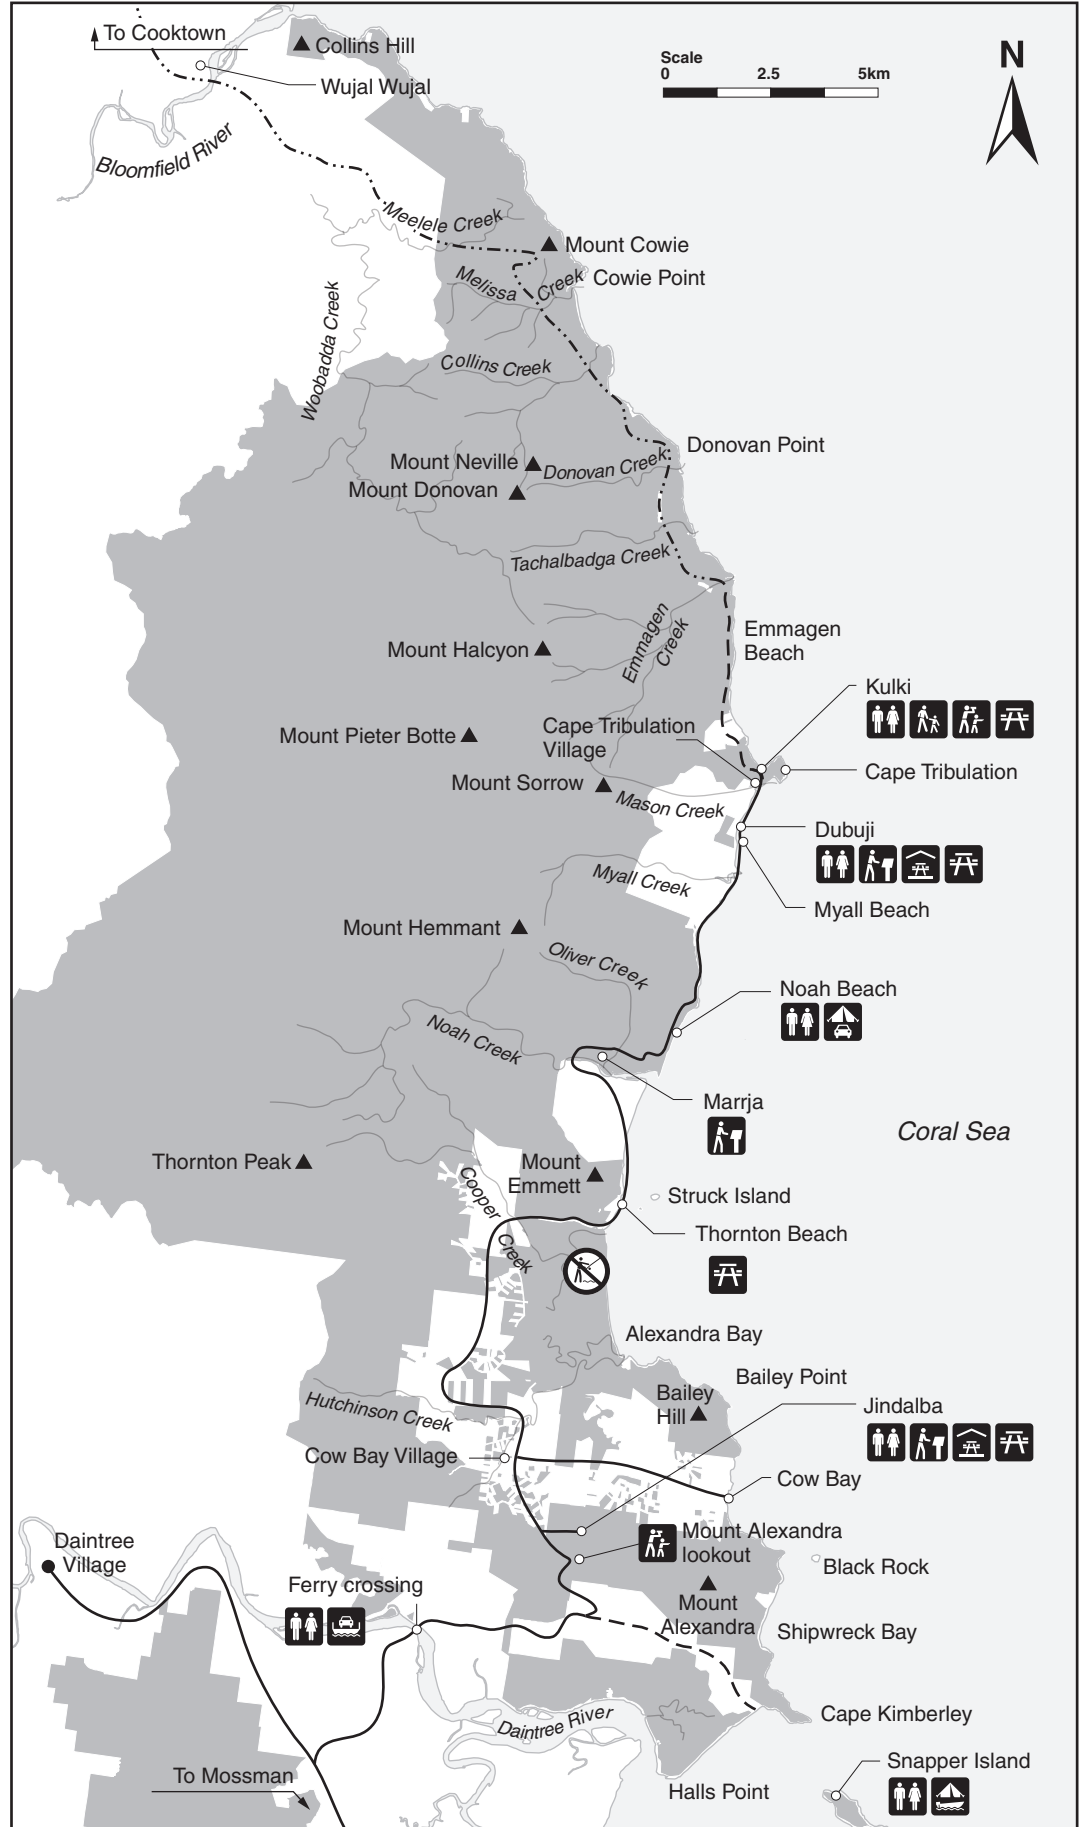 To Cooktown
Collins Hill
Wujal Wujal
Scale
0 2.5 5km
N
Bloomfield River
Meelele Creek
Mount Cowie
Cowie Point
Melissa Creek
Woobadda Creek
Collins Creek
Donovan Point
Mount Neville
Donovan Creek
Mount Donovan
Tachalbadga Creek
Emmagen
Creek
Emmagen
Beach
Mount Halcyon
Kulki
Cape Tribulation
Village
Mount Pieter Botte
Cape Tribulation
Mount Sorrow
Mason Creek
Dubuji
Myall Creek
Myall Beach
Mount Hemmant
Oliver Creek
Noah Beach
Noah Creek
Marrja
Coral Sea
Thornton Peak
Mount
Emmett
Cooper
Creek
Struck Island
Thornton Beach
Alexandra Bay
Bailey Point
Bailey
Hill
Jindalba
Hutchinson Creek
Cow Bay Village
Cow Bay
Daintree
Village
Mount Alexandra
lookout
Black Rock
Ferry crossing
Mount
Alexandra
Shipwreck Bay
Daintree River
Cape Kimberley
Snapper Island
To Mossman
Halls Point